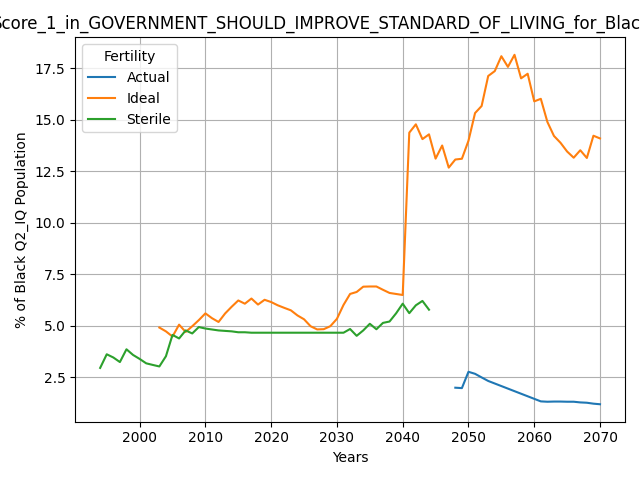 Score_1_in_GOVERNMENT_SHOULD_IMPROVE_STANDARD_OF_LIVING_for_Blac
Fertility
Actual
Ideal
Sterile
17.5
15.0
12.5
10.0
7.5
5.0
2.5
% of Black Q2_IQ Population
2000 2010 2020 2030 2040 2050 2060 2070
Years